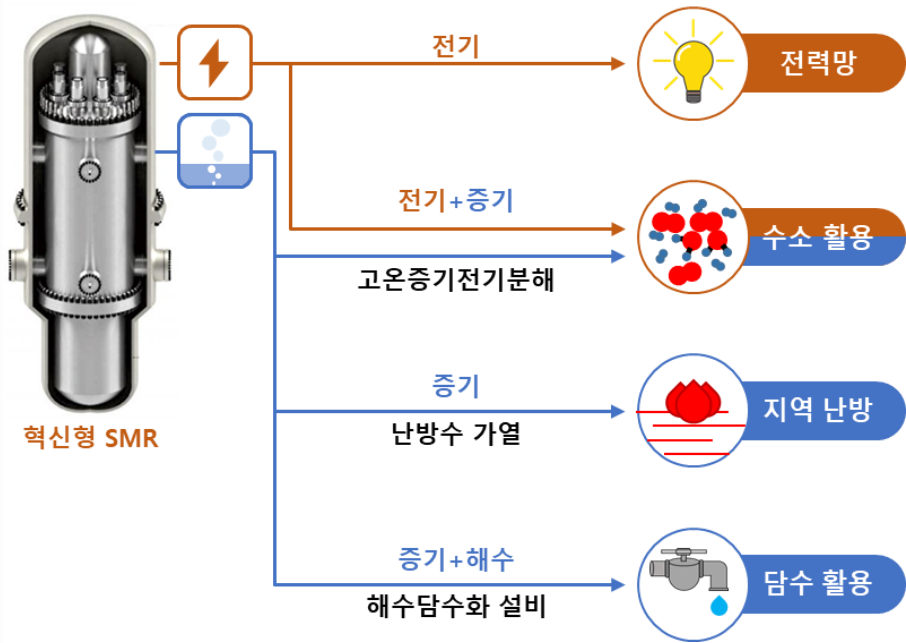 전기
전력망
전기+증기
수소 활용
고온증기전기분해
증기
지역 난방
난방수 가열
혁신형 SMR
증기+해수
담수 활용
해수담수화 설비